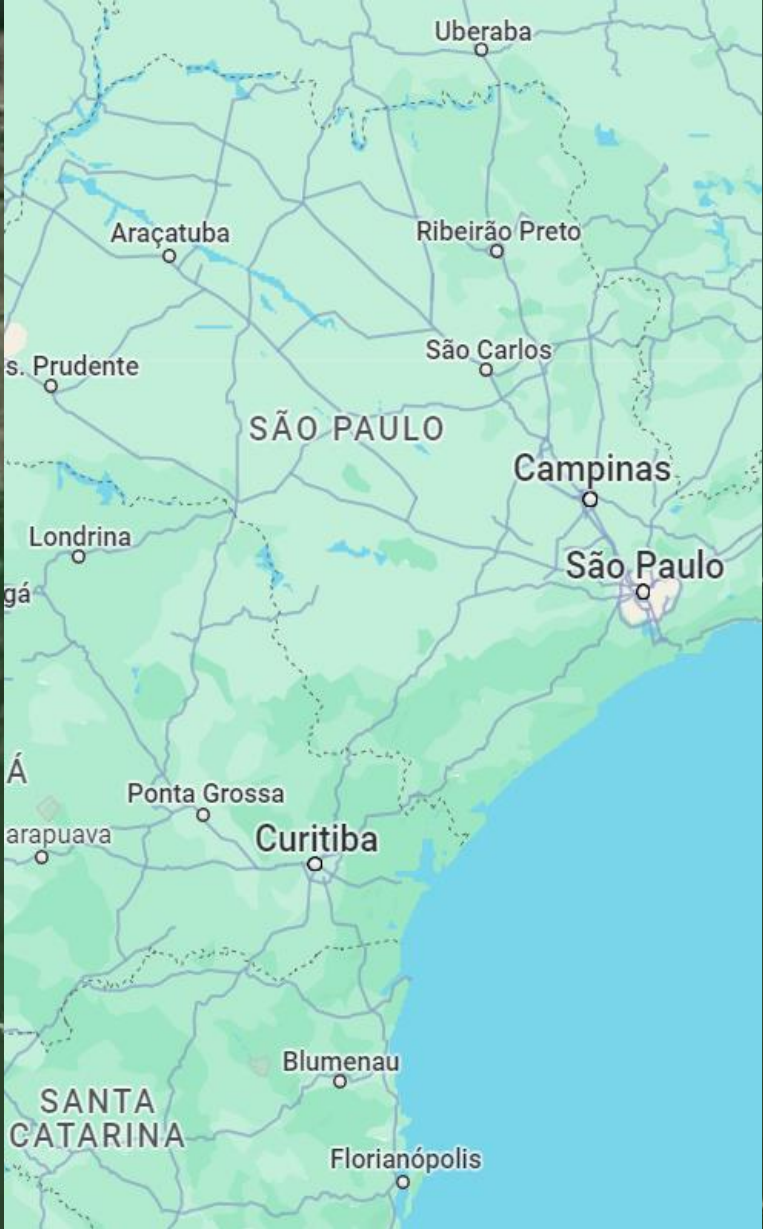 Uberaba
Araçatuba
Ribeirão Preto
São Carlos
s. Prudente
SÃO PAULO
Campinas
Londrina
São Paulo
gá
Á
Ponta Grossa
arapuava
Curitiba
Blumenau
SANTA
CATARINA
Florianópolis